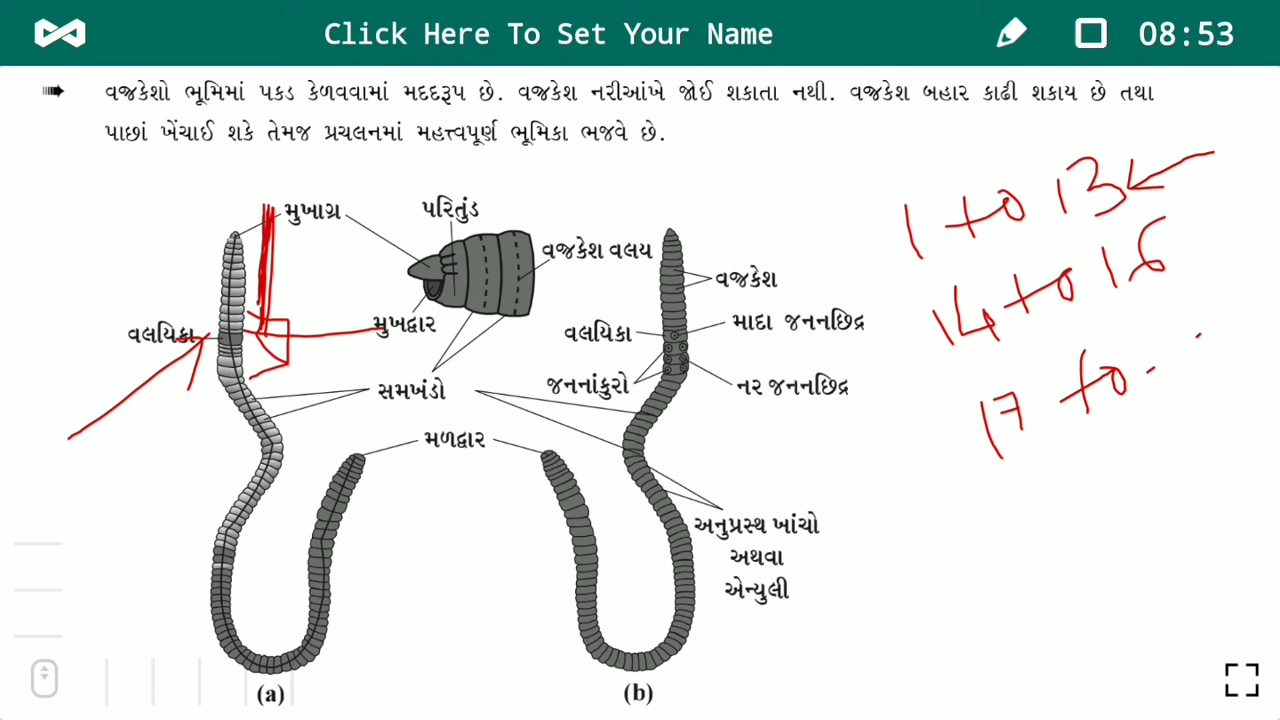 Click Here To Set Your Name
08:53
વજકેશો ભૂમિમાં પકડ કેળવવામાં મદદરૂપ છે. વજકેશ નરીઆંખે જોઈ શકાતા નથી. વજકેશ બહાર કાઢી શકાય છે તથા
પાછાં ખેંચાઈ શકે તેમજ પ્રચલનમાં મહત્ત્વપૂર્ણ ભૂમિકા ભજવે છે.
મુખાગ્ર
પરિતુંડ
વજકેશ વલય
વલયિકા
મુખદ્વાર
સમખંડો
મળદ્વાર
વજકેશ
વલયિકા
માદા જનનછિદ્ર
જનનાંકુરો
નર જનનછિદ્ર
અનુપ્રસ્થ ખાંચો
અથવા
એન્યુલી
(a)
(b)
1 to 13
14 to 16
17 to